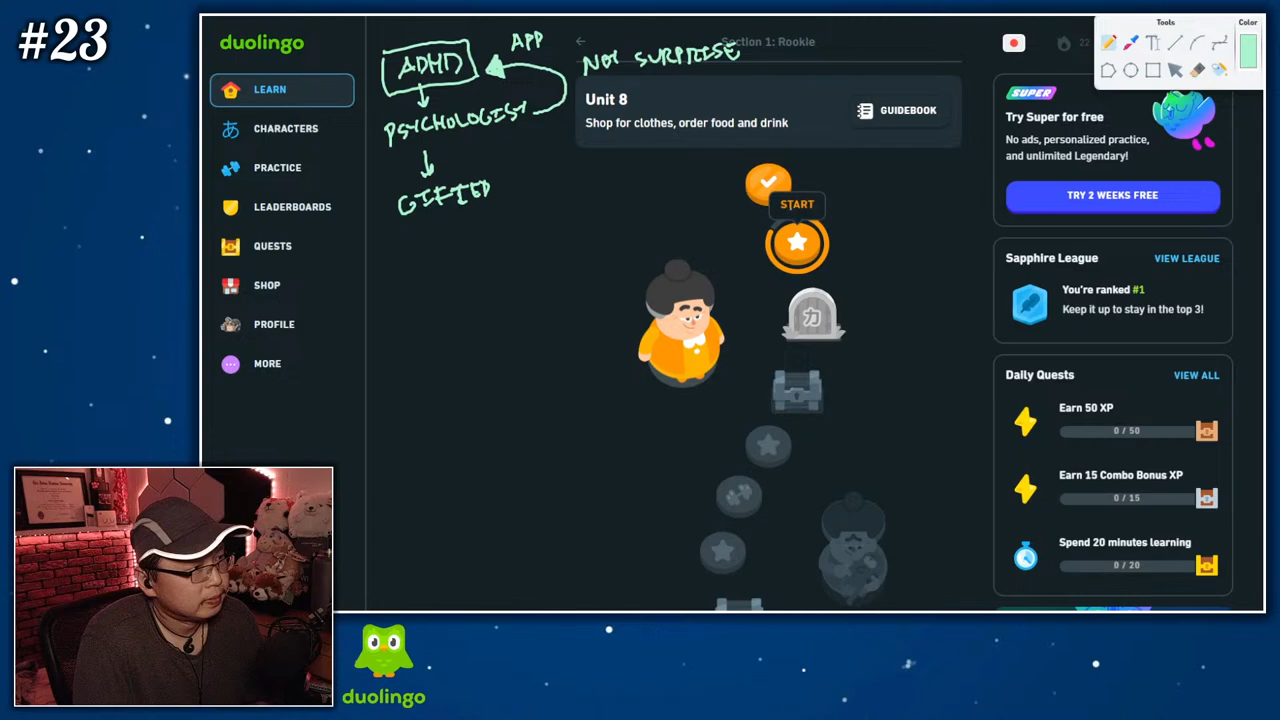 #23
duolingo
LEARN
CHARACTERS
PRACTICE
LEADERBOARDS
QUESTS
SHOP
PROFILE
MORE
あ
ADHD
APP
NOT SURPRISE
PSYCHOLOGIST
GIFTED
Section 1: Rookie
Unit 8
Shop for clothes, order food and drink
GUIDEBOOK
START
力
22
Tools
Color
SUPER
Try Super for free
No ads, personalized practice,
and unlimited Legendary!
TRY 2 WEEKS FREE
Sapphire League
VIEW LEAGUE
You're ranked #1
Keep it up to stay in the top 3!
Daily Quests
VIEW ALL
Earn 50 XP
0 / 50
Earn 15 Combo Bonus XP
0 / 15
Spend 20 minutes learning
0 / 20
duolingo